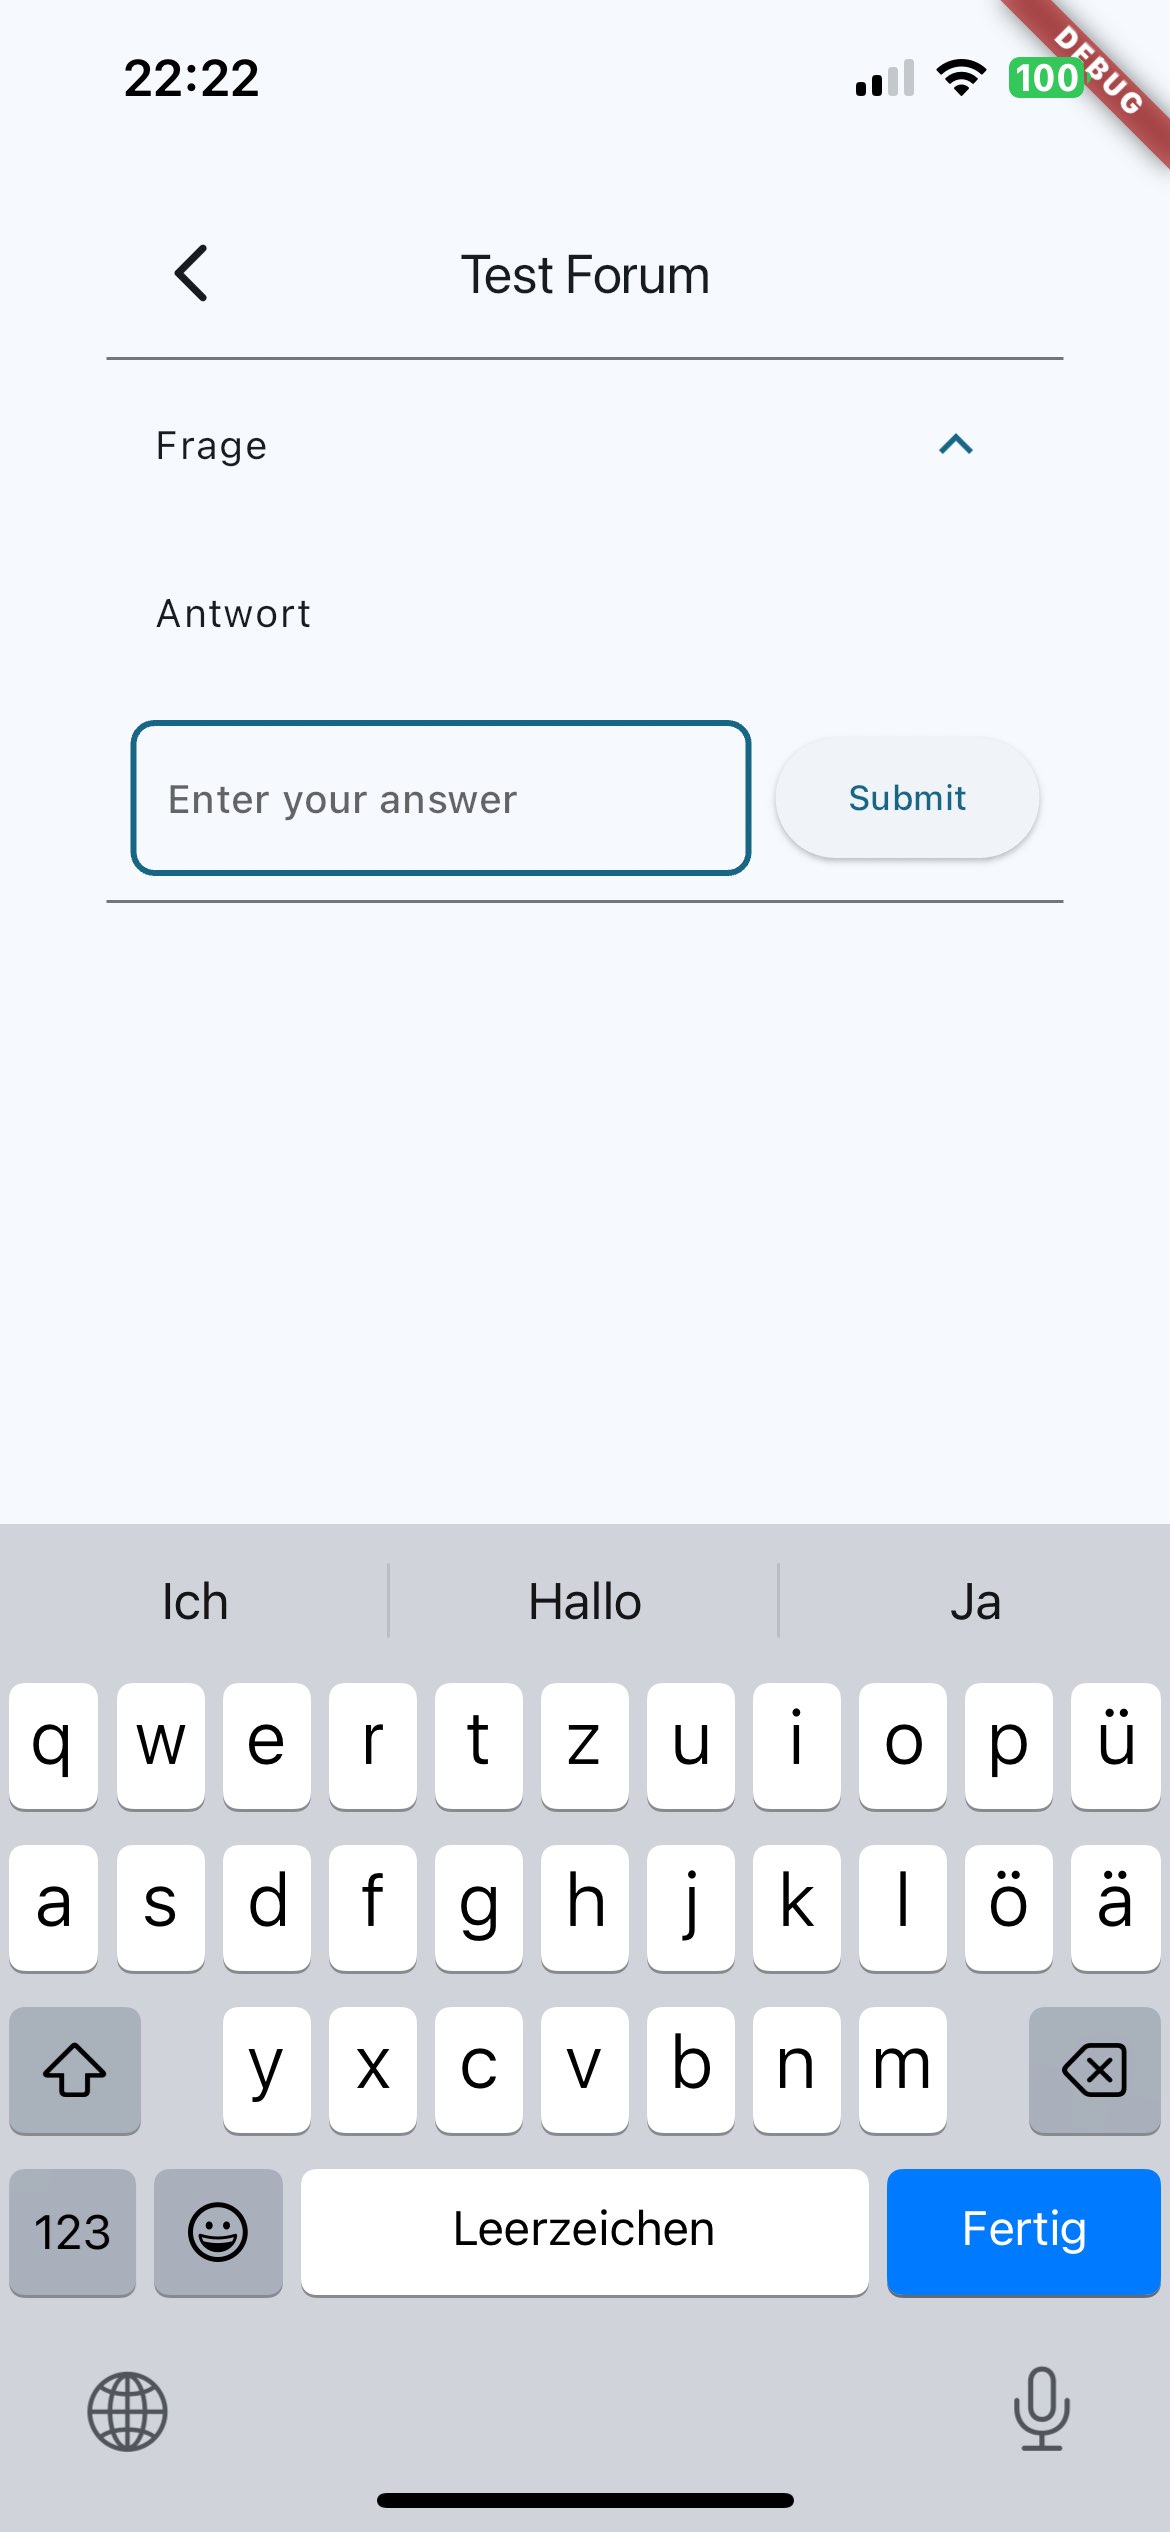 22:22
100
DEBUG
Test Forum
Frage
Antwort
Enter your answer
Submit
Ich Hallo Ja
q w e r t z u i o p ü
a s d f g h j k l ö ä
y x c v b n m
123 Leerzeichen Fertig